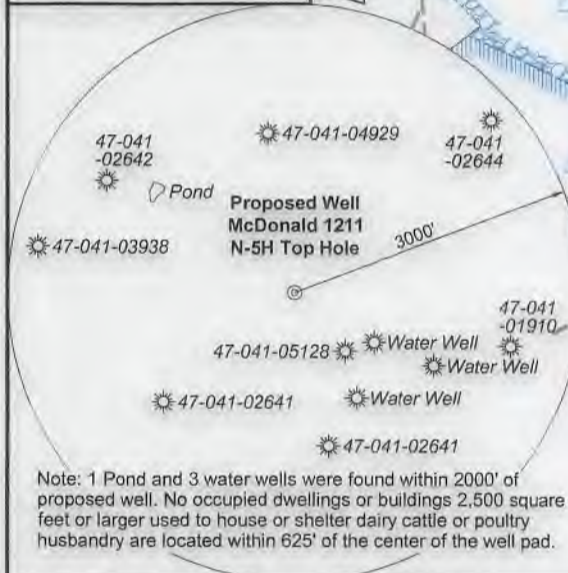 47-041
-02642
47-041-04929
47-041
-02644
Pond
Proposed Well
McDonald 1211
N-5H Top Hole
3000'
47-041-03938
47-041
-01910
47-041-05128
Water Well
Water Well
47-041-02641
Water Well
47-041-02641
Note: 1 Pond and 3 water wells were found within 2000' of
proposed well. No occupied dwellings or buildings 2,500 square
feet or larger used to house or shelter dairy cattle or poultry
husbandry are located within 625' of the center of the well pad.